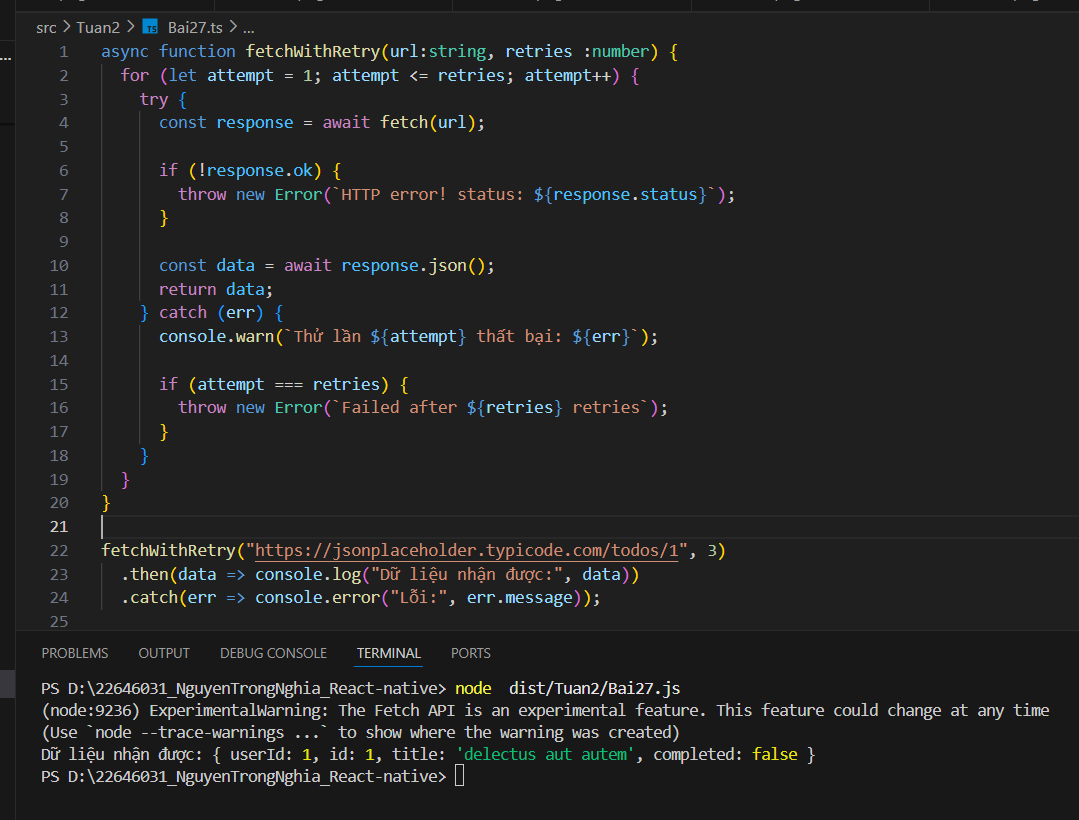 src > Tuan2 > TS Bai27.ts > ...
...
1 async function fetchWithRetry(url:string, retries :number) {
2 for (let attempt = 1; attempt <= retries; attempt++) {
3 try {
4 const response = await fetch(url);
5
6 if (!response.ok) {
7 throw new Error(`HTTP error! status: ${response.status}`);
8 }
9
10 const data = await response.json();
11 return data;
12 } catch (err) {
13 console.warn(`Thử lần ${attempt} thất bại: ${err}`);
14
15 if (attempt === retries) {
16 throw new Error(`Failed after ${retries} retries`);
17 }
18 }
19 }
20 }
21
22 fetchWithRetry("https://jsonplaceholder.typicode.com/todos/1", 3)
23 .then(data => console.log("Dữ liệu nhận được:", data))
24 .catch(err => console.error("Lỗi:", err.message));
25
PROBLEMS OUTPUT DEBUG CONSOLE TERMINAL PORTS
PS D:\22646031_NguyenTrongNghia_React-native> node  dist/Tuan2/Bai27.js
(node:9236) ExperimentalWarning: The Fetch API is an experimental feature. This feature could change at any time
(Use `node --trace-warnings ...` to show where the warning was created)
Dữ liệu nhận được: { userId: 1, id: 1, title: 'delectus aut autem', completed: false }
PS D:\22646031_NguyenTrongNghia_React-native>